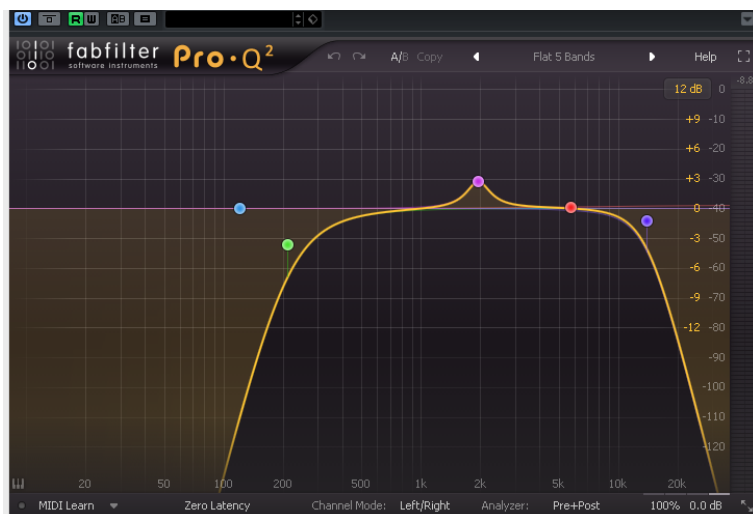 R W AB
fabfilter Pro·Q²
software instruments
A/B Copy Flat 5 Bands Help
12 dB 0 -8.8
+9 -10
+6 -20
+3 -30
0 -40
-3 -50
-6 -60
-9 -70
-12 -80
-90
-100
-110
-120
20 50 100 200 500 1k 2k 5k 10k 20k
MIDI Learn Zero Latency Channel Mode: Left/Right Analyzer: Pre+Post 100% 0.0 dB